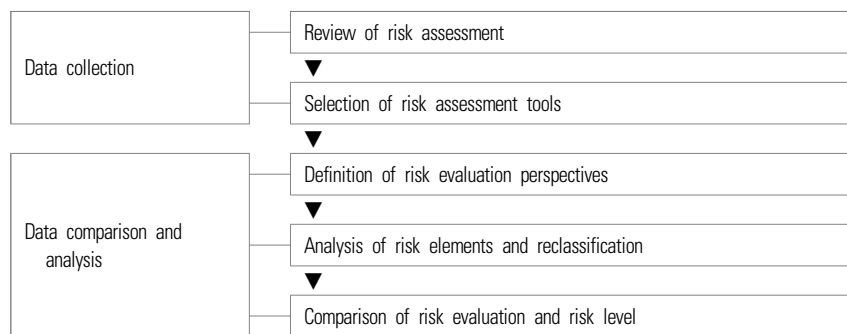 Data collection
Review of risk assessment
▼
Selection of risk assessment tools
▼
Data comparison and
analysis
Definition of risk evaluation perspectives
▼
Analysis of risk elements and reclassification
▼
Comparison of risk evaluation and risk level